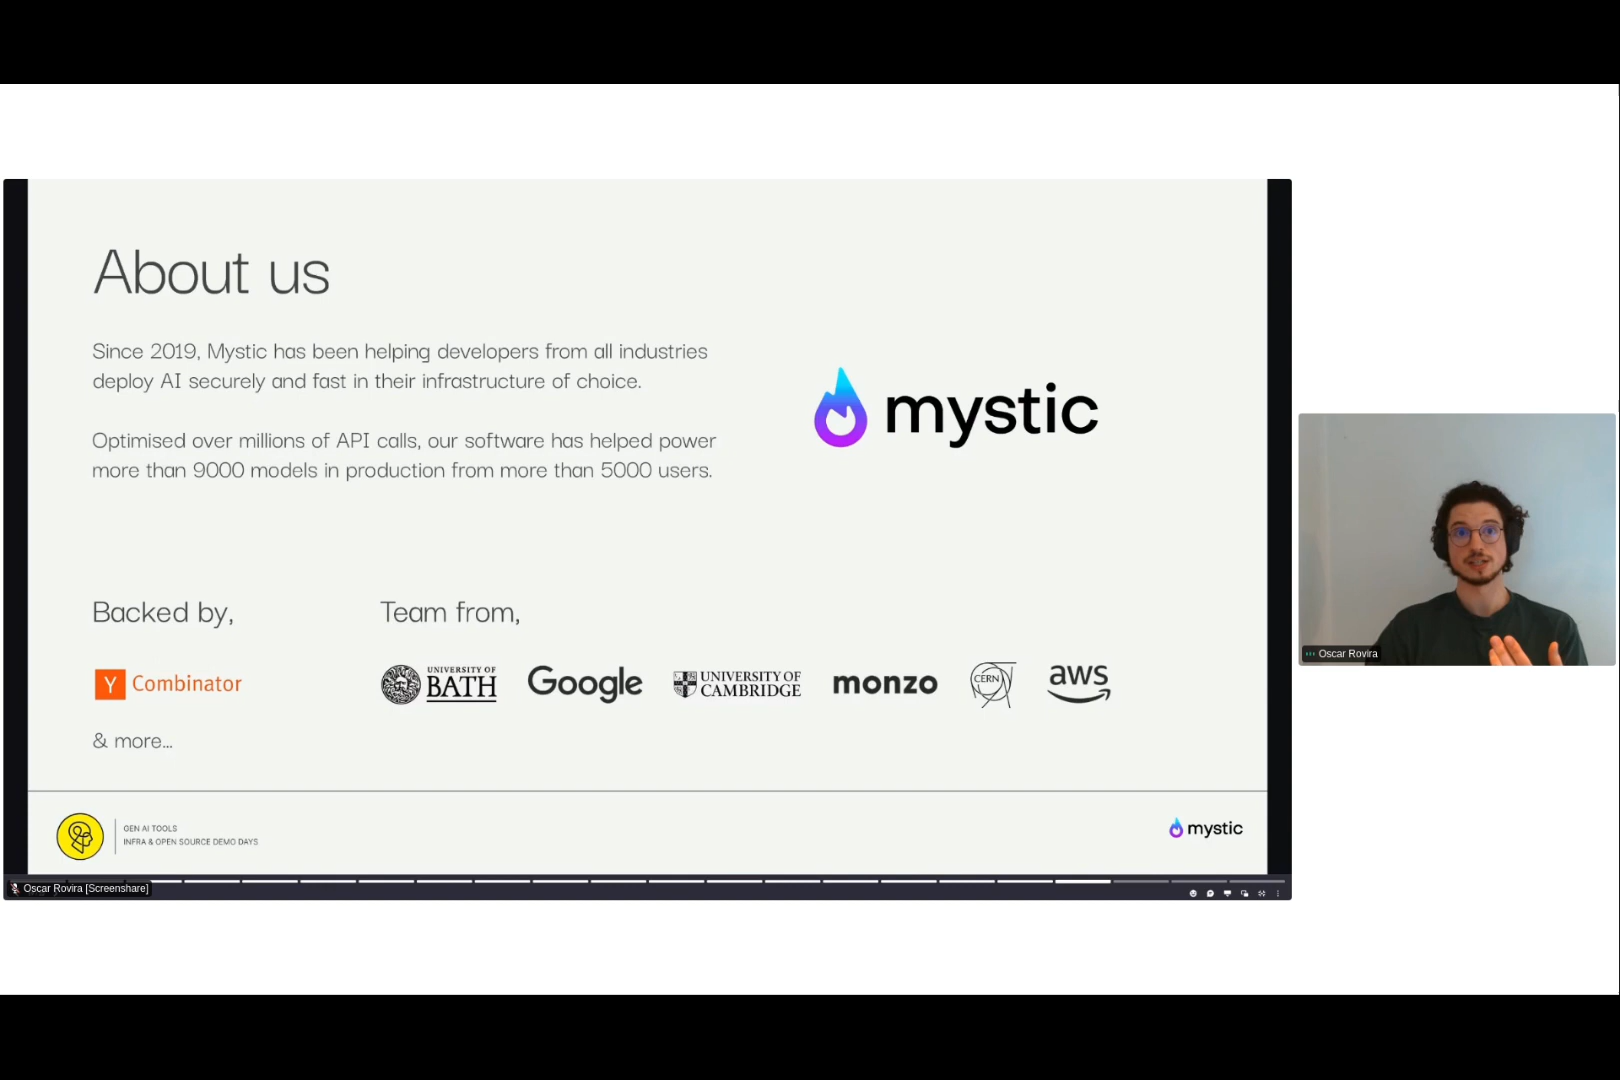 About us
Since 2019, Mystic has been helping developers from all industries
deploy AI securely and fast in their infrastructure of choice.
Optimised over millions of API calls, our software has helped power
more than 9000 models in production from more than 5000 users.
mystic
Backed by,
Y Combinator
& more...
Team from,
UNIVERSITY OF
BATH
Google
UNIVERSITY OF
CAMBRIDGE
monzo
CERN
aws
GEN AI TOOLS
INFRA & OPEN SOURCE DEMO DAYS
mystic
Oscar Rovira [Screenshare]
Oscar Rovira